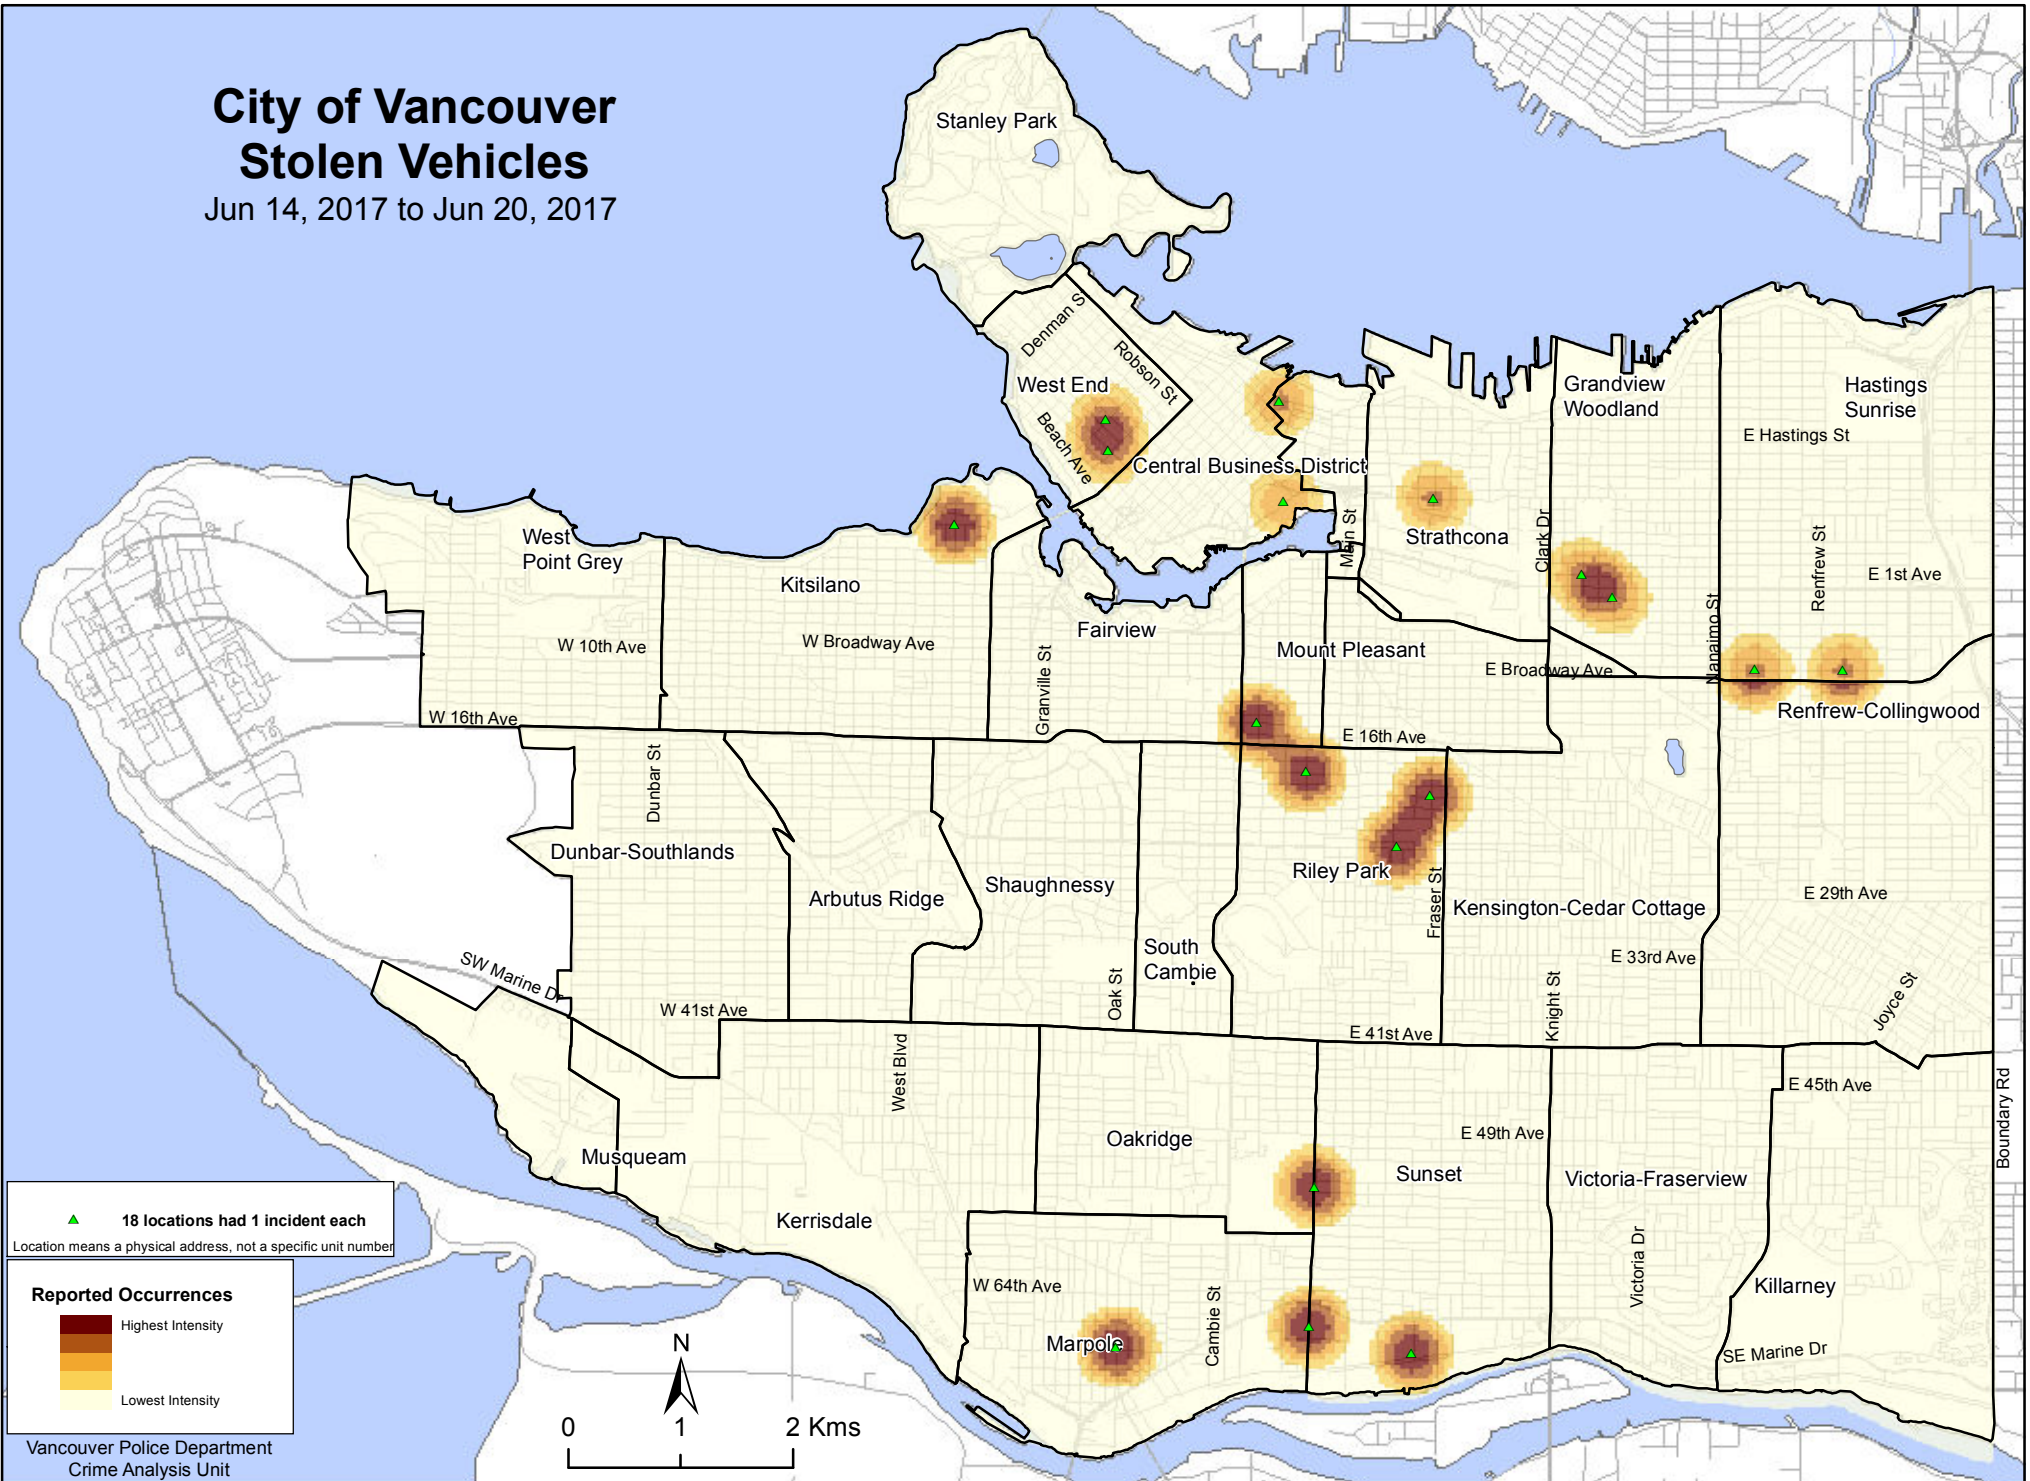 City of Vancouver
Stolen Vehicles
Jun 14, 2017 to Jun 20, 2017
Stanley Park
Denman S
Robson St
West End
Beach Ave
Central Business District
Grandview
Woodland
Hastings
Sunrise
E Hastings St
Strathcona
Main St
Clark Dr
Renfrew St
E 1st Ave
Nanaimo St
West
Point Grey
Kitsilano
Fairview
W 10th Ave
W Broadway Ave
Granville St
Mount Pleasant
E Broadway Ave
W 16th Ave
E 16th Ave
Renfrew-Collingwood
Dunbar St
Dunbar-Southlands
Arbutus Ridge
Shaughnessy
Riley Park
Fraser St
Kensington-Cedar Cottage
E 29th Ave
South
Cambie
E 33rd Ave
SW Marine Dr
W 41st Ave
Oak St
E 41st Ave
Knight St
Joyce St
West Blvd
E 45th Ave
Boundary Rd
Oakridge
E 49th Ave
Musqueam
Sunset
Victoria-Fraserview
Kerrisdale
Victoria Dr
W 64th Ave
Cambie St
Killarney
Marpole
SE Marine Dr
18 locations had 1 incident each
Location means a physical address, not a specific unit number
Reported Occurrences
Highest Intensity
Lowest Intensity
N
0 1 2 Kms
Vancouver Police Department
Crime Analysis Unit